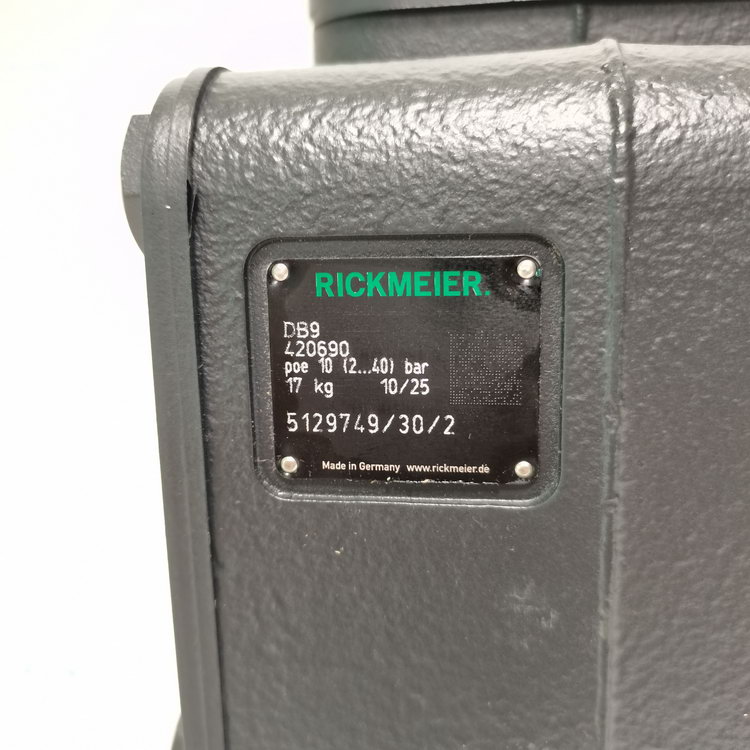 RICKMEIER.
DB9
420690
poe 10 (2...40) bar
17 kg 10/25
5129749/30/2
Made in Germany www.rickmeier.de